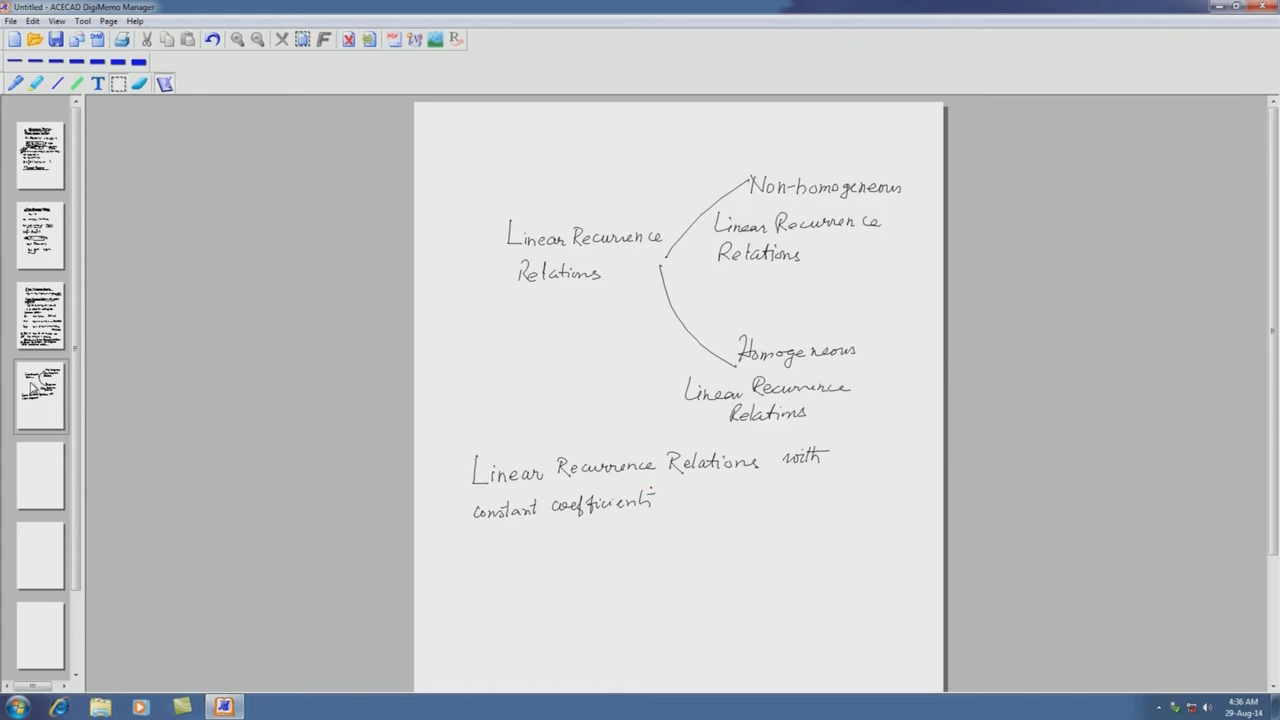 Untitled - ACECAD DigiMemo Manager
File Edit View Tool Page Help
Non-homogeneous
Linear Recurrence
Relations
Linear Recurrence
Relations
Homogeneous
Linear Recurrence
Relations
Linear Recurrence Relations with
constant coefficients
4:36 AM
29-Aug-14